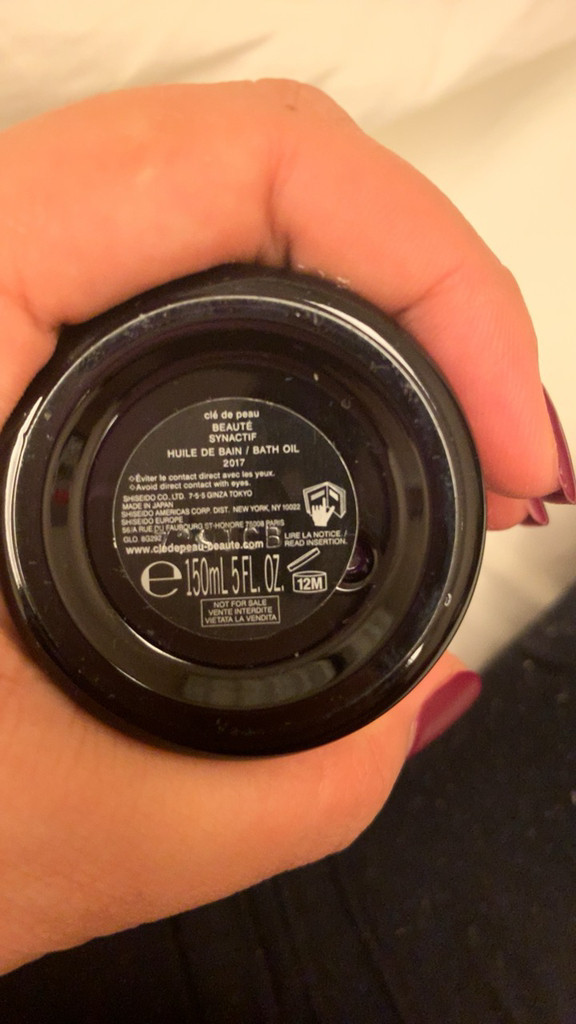 clé de peau
BEAUTÉ
SYNACTIF
HUILE DE BAIN / BATH OIL
2017
◇Éviter le contact direct avec les yeux.
◇Avoid direct contact with eyes.
SHISEIDO CO., LTD. 7-5-5 GINZA TOKYO
MADE IN JAPAN
SHISEIDO AMERICAS CORP. DIST. NEW YORK, NY 10022
SHISEIDO EUROPE
56/A RUE DU FAUBOURG ST-HONORE 75008 PARIS
GLO 8G292
www.cledepeau-beaute.com
LIRE LA NOTICE /
READ INSERTION.
e 150mL 5 FL. OZ.
12M
NOT FOR SALE
VENTE INTERDITE
VIETATA LA VENDITA